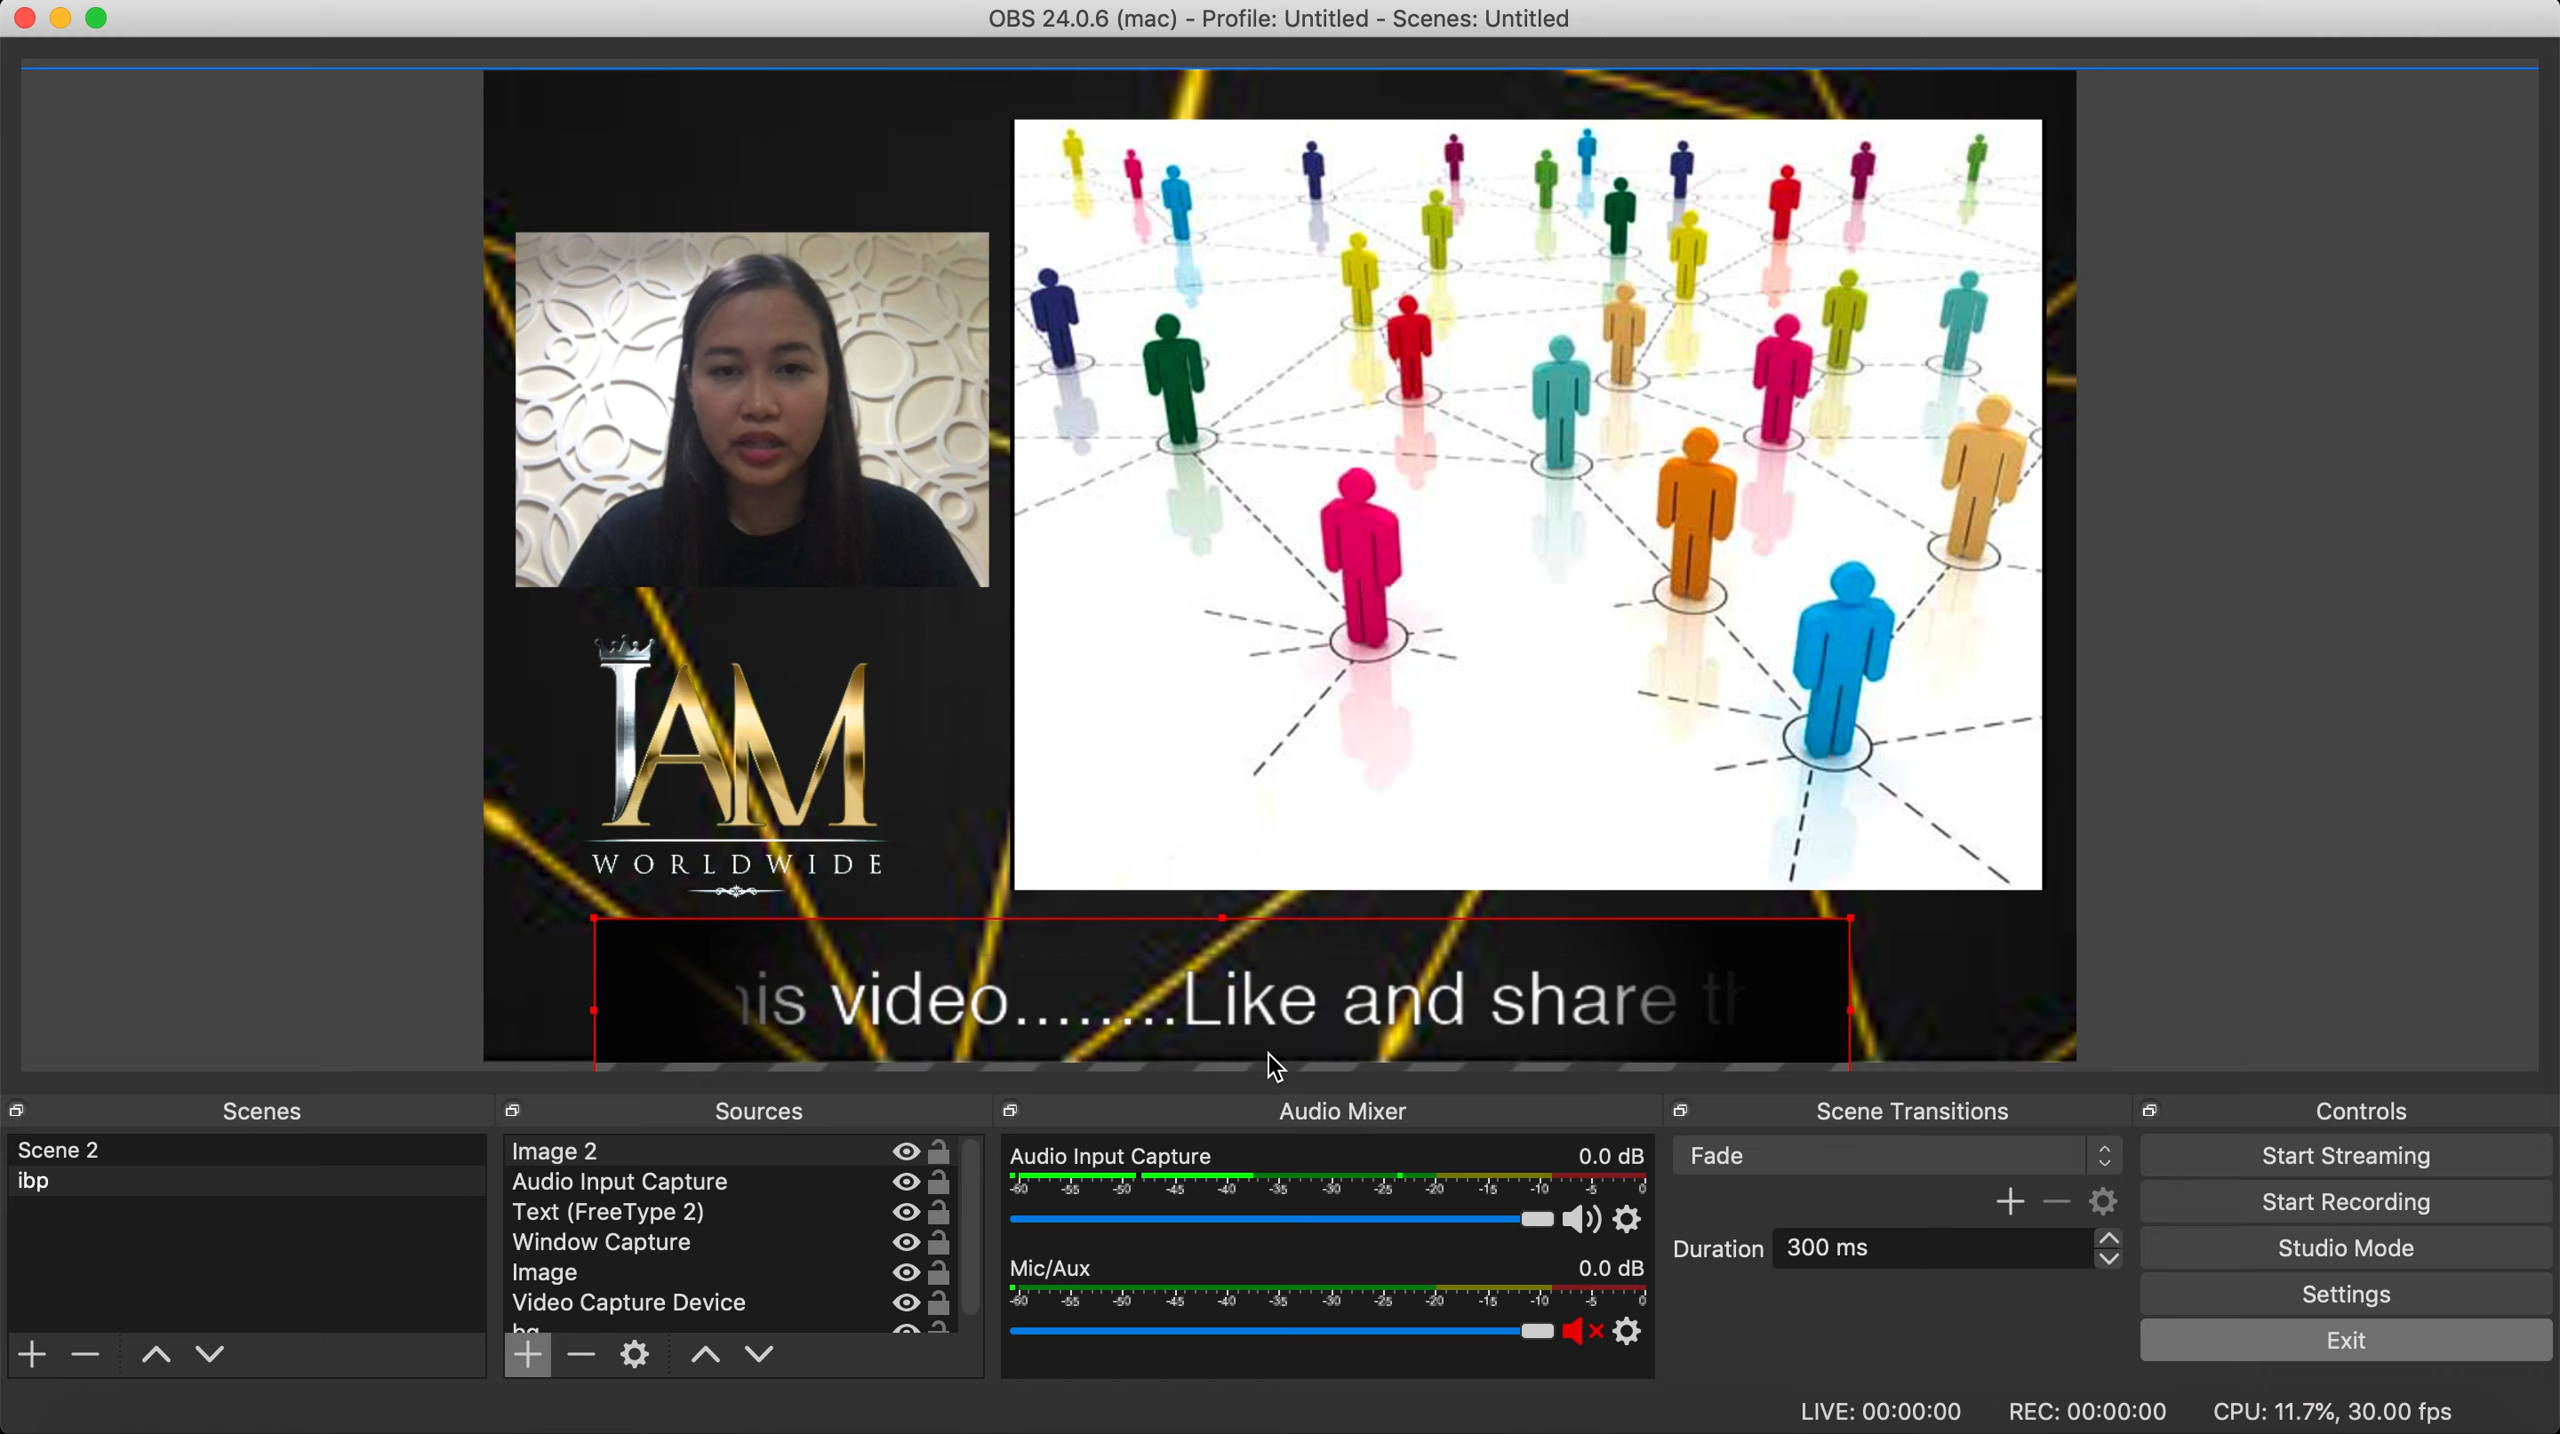 OBS 24.0.6 (mac) - Profile: Untitled - Scenes: Untitled
IAM
WORLDWIDE
his video........Like and share th
Scenes
Scene 2
ibp
Sources
Image 2
Audio Input Capture
Text (FreeType 2)
Window Capture
Image
Video Capture Device
bg
Audio Mixer
Audio Input Capture 0.0 dB
-60 -55 -50 -45 -40 -35 -30 -25 -20 -15 -10 -5 0
Mic/Aux 0.0 dB
-60 -55 -50 -45 -40 -35 -30 -25 -20 -15 -10 -5 0
Scene Transitions
Fade
Duration 300 ms
Controls
Start Streaming
Start Recording
Studio Mode
Settings
Exit
LIVE: 00:00:00 REC: 00:00:00 CPU: 11.7%, 30.00 fps